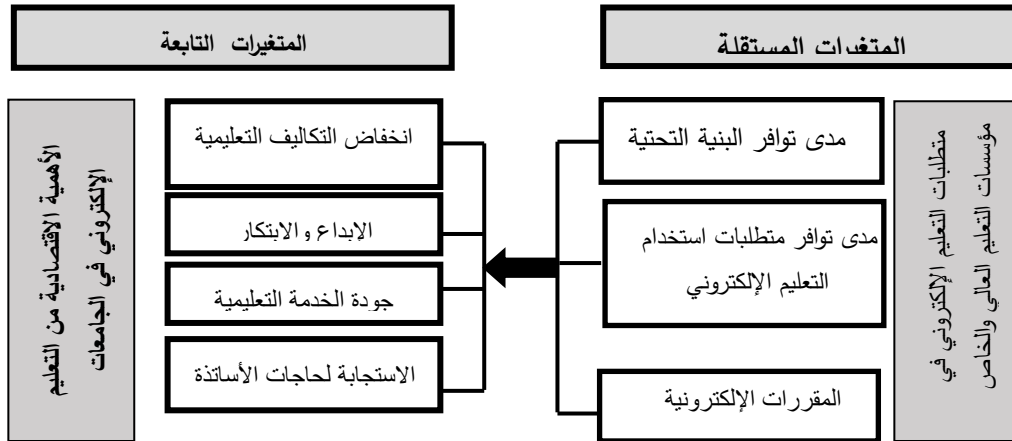 المتغيرات المستقلة
المتغيرات التابعة
متطلبات التعليم الإلكتروني في
مؤسسات التعليم العالي والخاص
مدى توافر البنية التحتية
مدى توافر متطلبات استخدام
التعليم الإلكتروني
المقررات الإلكترونية
انخفاض التكاليف التعليمية
الإبداع والابتكار
جودة الخدمة التعليمية
الاستجابة لحاجات الأساتذة
الأهمية الاقتصادية من التعليم
الإلكتروني في الجامعات